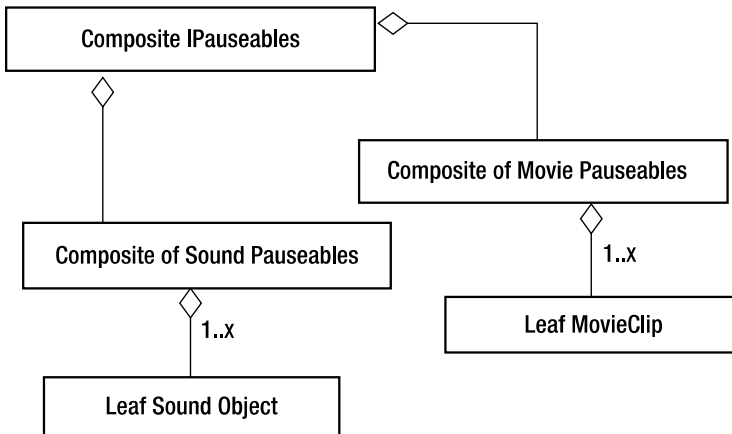 Composite IPauseables
Composite of Movie Pauseables
Composite of Sound Pauseables
1..x
Leaf MovieClip
1..x
Leaf Sound Object